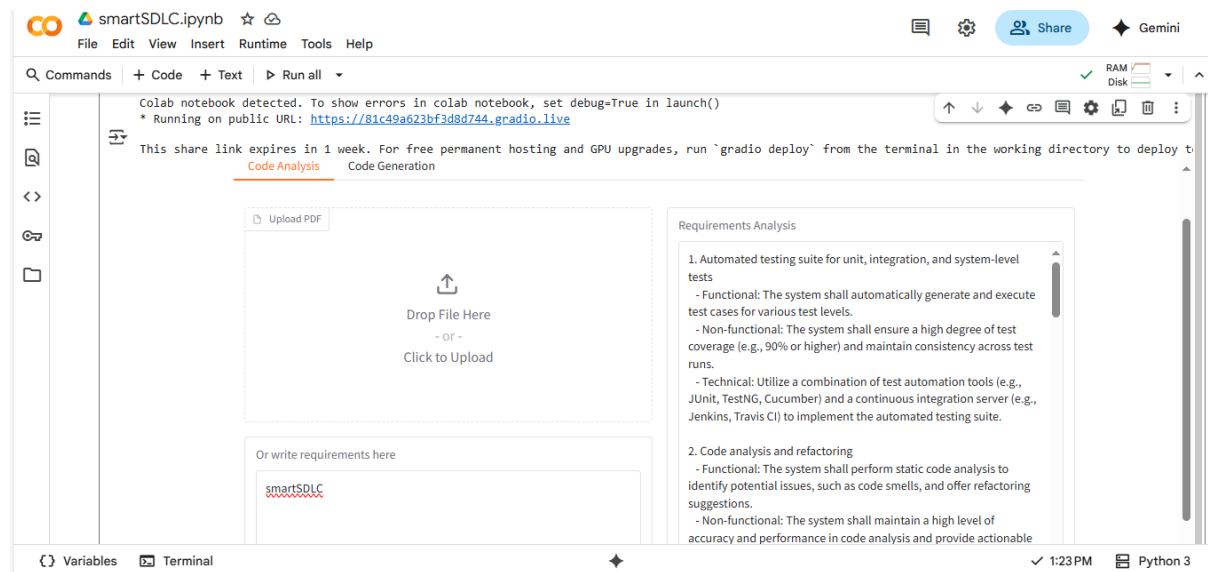 smartSDLC.ipynb
File Edit View Insert Runtime Tools Help
Share
Gemini
Commands + Code + Text Run all
RAM
Disk
Colab notebook detected. To show errors in colab notebook, set debug=True in launch()
* Running on public URL: https://81c49a623bf3d8d744.gradio.live
This share link expires in 1 week. For free permanent hosting and GPU upgrades, run `gradio deploy` from the terminal in the working directory to deploy t
Code Analysis Code Generation
Upload PDF
Drop File Here
- or -
Click to Upload
Or write requirements here
smartSDLC
Requirements Analysis
1. Automated testing suite for unit, integration, and system-level
tests
- Functional: The system shall automatically generate and execute
test cases for various test levels.
- Non-functional: The system shall ensure a high degree of test
coverage (e.g., 90% or higher) and maintain consistency across test
runs.
- Technical: Utilize a combination of test automation tools (e.g.,
JUnit, TestNG, Cucumber) and a continuous integration server (e.g.,
Jenkins, Travis CI) to implement the automated testing suite.
2. Code analysis and refactoring
- Functional: The system shall perform static code analysis to
identify potential issues, such as code smells, and offer refactoring
suggestions.
- Non-functional: The system shall maintain a high level of
accuracy and performance in code analysis and provide actionable
Variables Terminal
1:23 PM Python 3